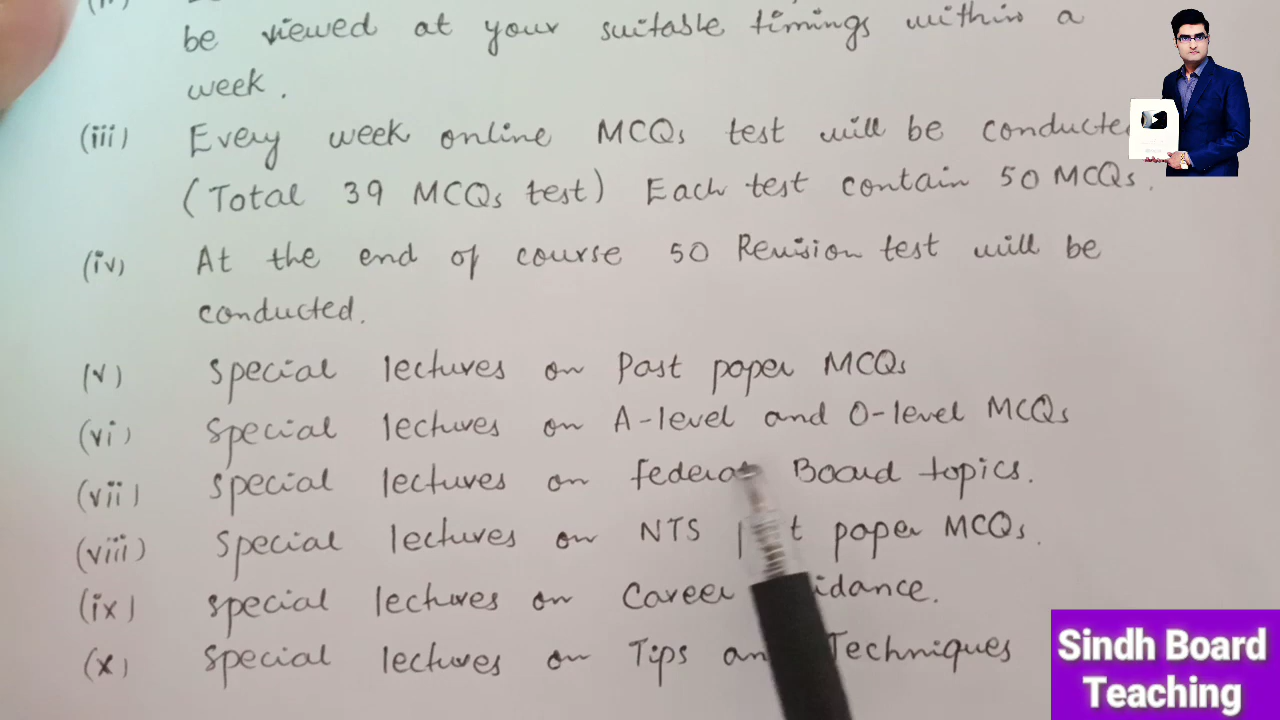 be viewed at your suitable timings within a
week.
(iii) Every week online MCQs test will be
(Total 39 MCQs test) Each test contain 50 MCQs.
(iv) At the end of course 50 Revision test will be
conducted.
(v) Special lectures on Past paper MCQs
(vi) Special lectures on A-level and O-level MCQs
(vii) Special lectures on Board topics.
(viii) Special lectures on NTS paper MCQs.
(ix) Special lectures on Career
(x) Special lectures on Tips Techniques
Sindh Board
Teaching